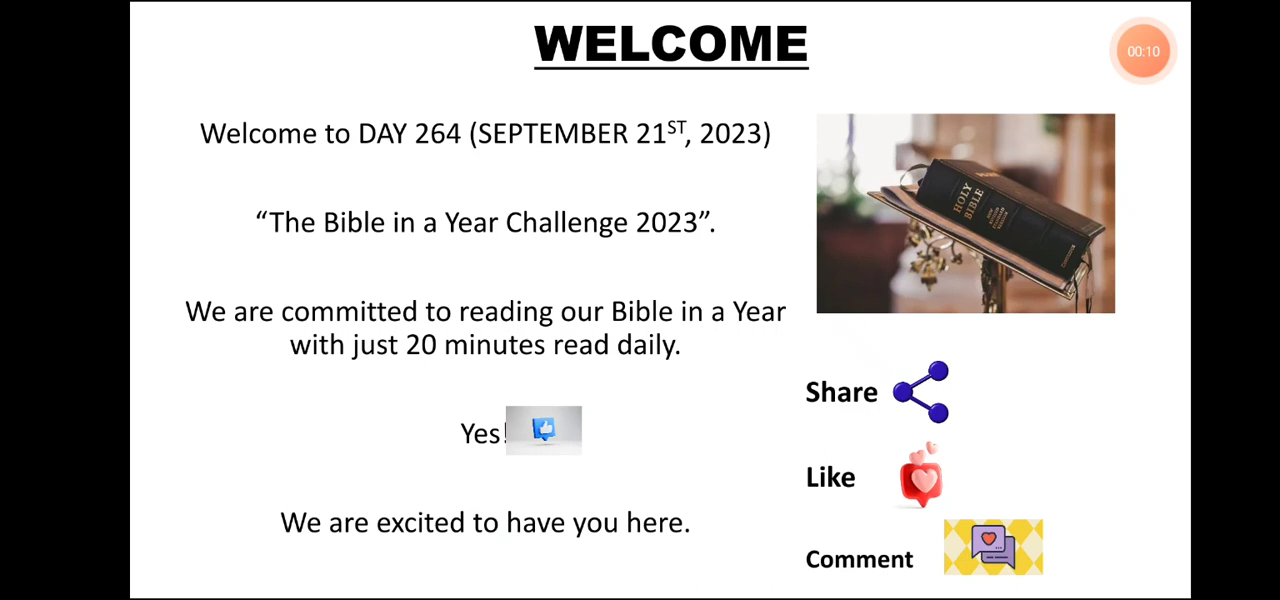 WELCOME
00:10
Welcome to DAY 264 (SEPTEMBER 21ST, 2023)
“The Bible in a Year Challenge 2023”.
HOLY
BIBLE
We are committed to reading our Bible in a Year
with just 20 minutes read daily.
Share
Yes!
Like
We are excited to have you here.
Comment